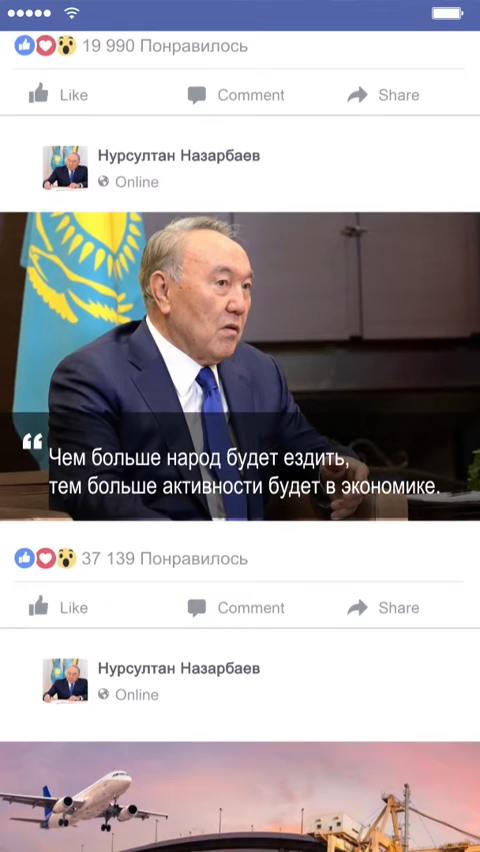 19 990 Понравилось
Like Comment Share
Нурсултан Назарбаев
Online
“ Чем больше народ будет ездить,
тем больше активности будет в экономике.
37 139 Понравилось
Like Comment Share
Нурсултан Назарбаев
Online